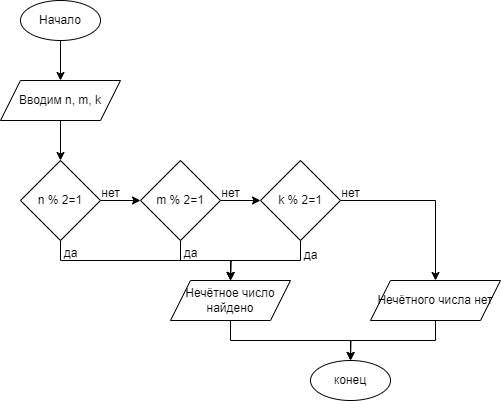 Начало
Вводим n, m, k
n % 2=1
нет
m % 2=1
нет
k % 2=1
нет
да
да
да
Нечётное число
найдено
Нечётного числа нет
конец